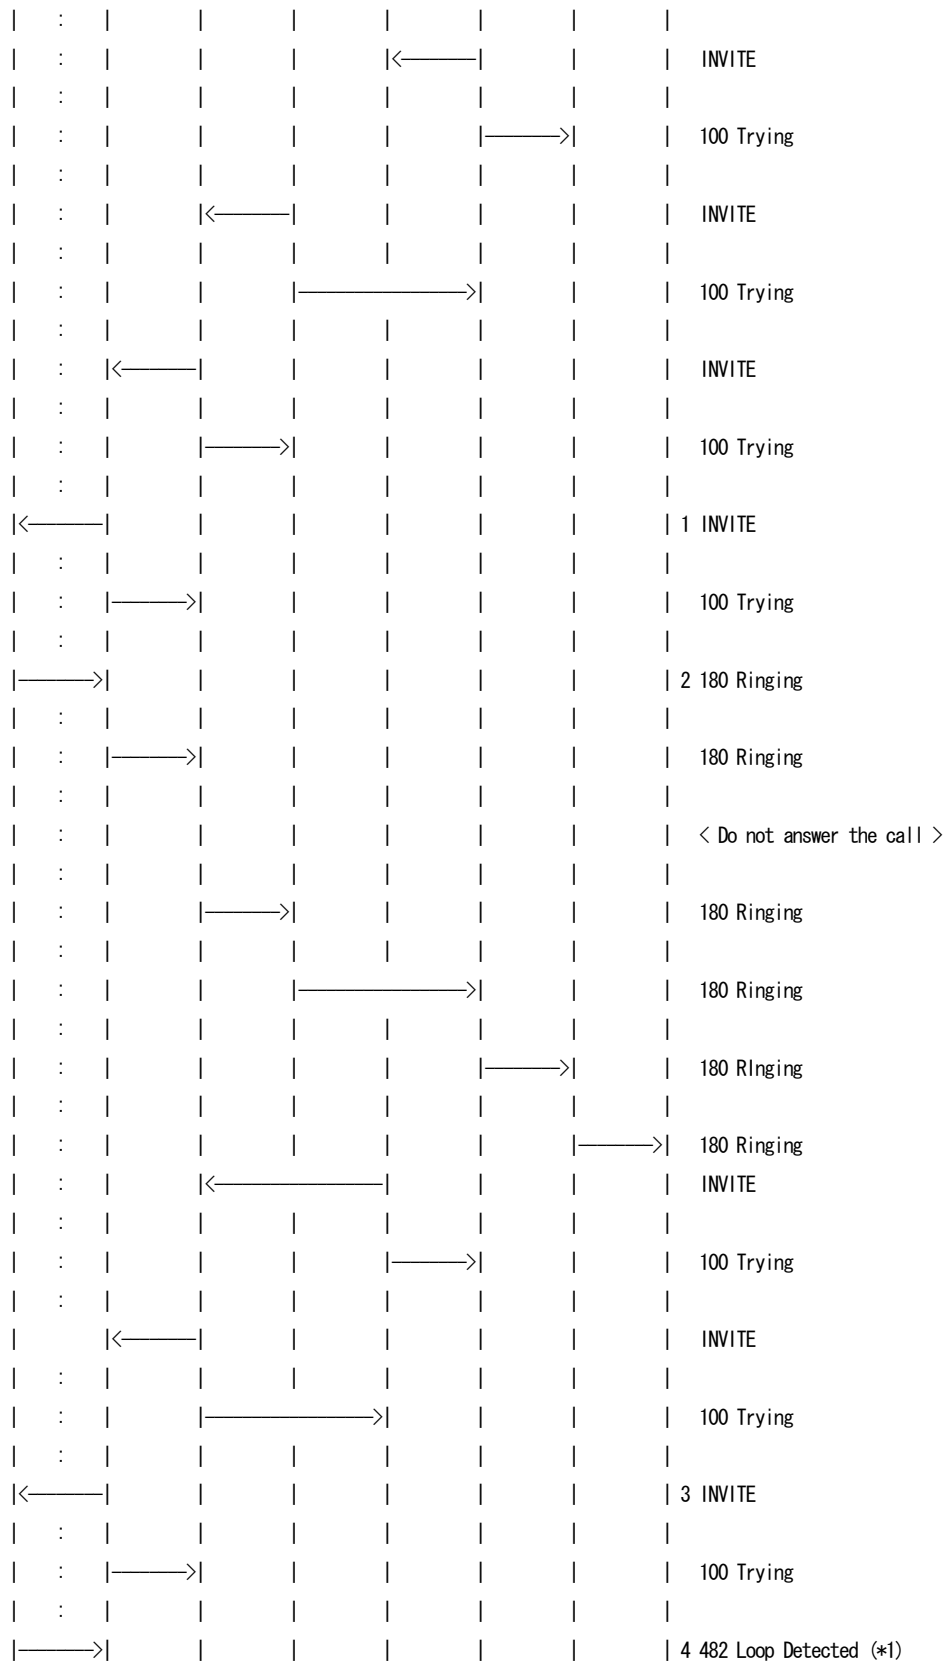 INVITE
100 Trying
INVITE
100 Trying
INVITE
100 Trying
1 INVITE
100 Trying
2 180 Ringing
180 Ringing
< Do not answer the call >
180 Ringing
180 Ringing
180 RInging
180 Ringing
INVITE
100 Trying
INVITE
100 Trying
3 INVITE
100 Trying
4 482 Loop Detected (*1)